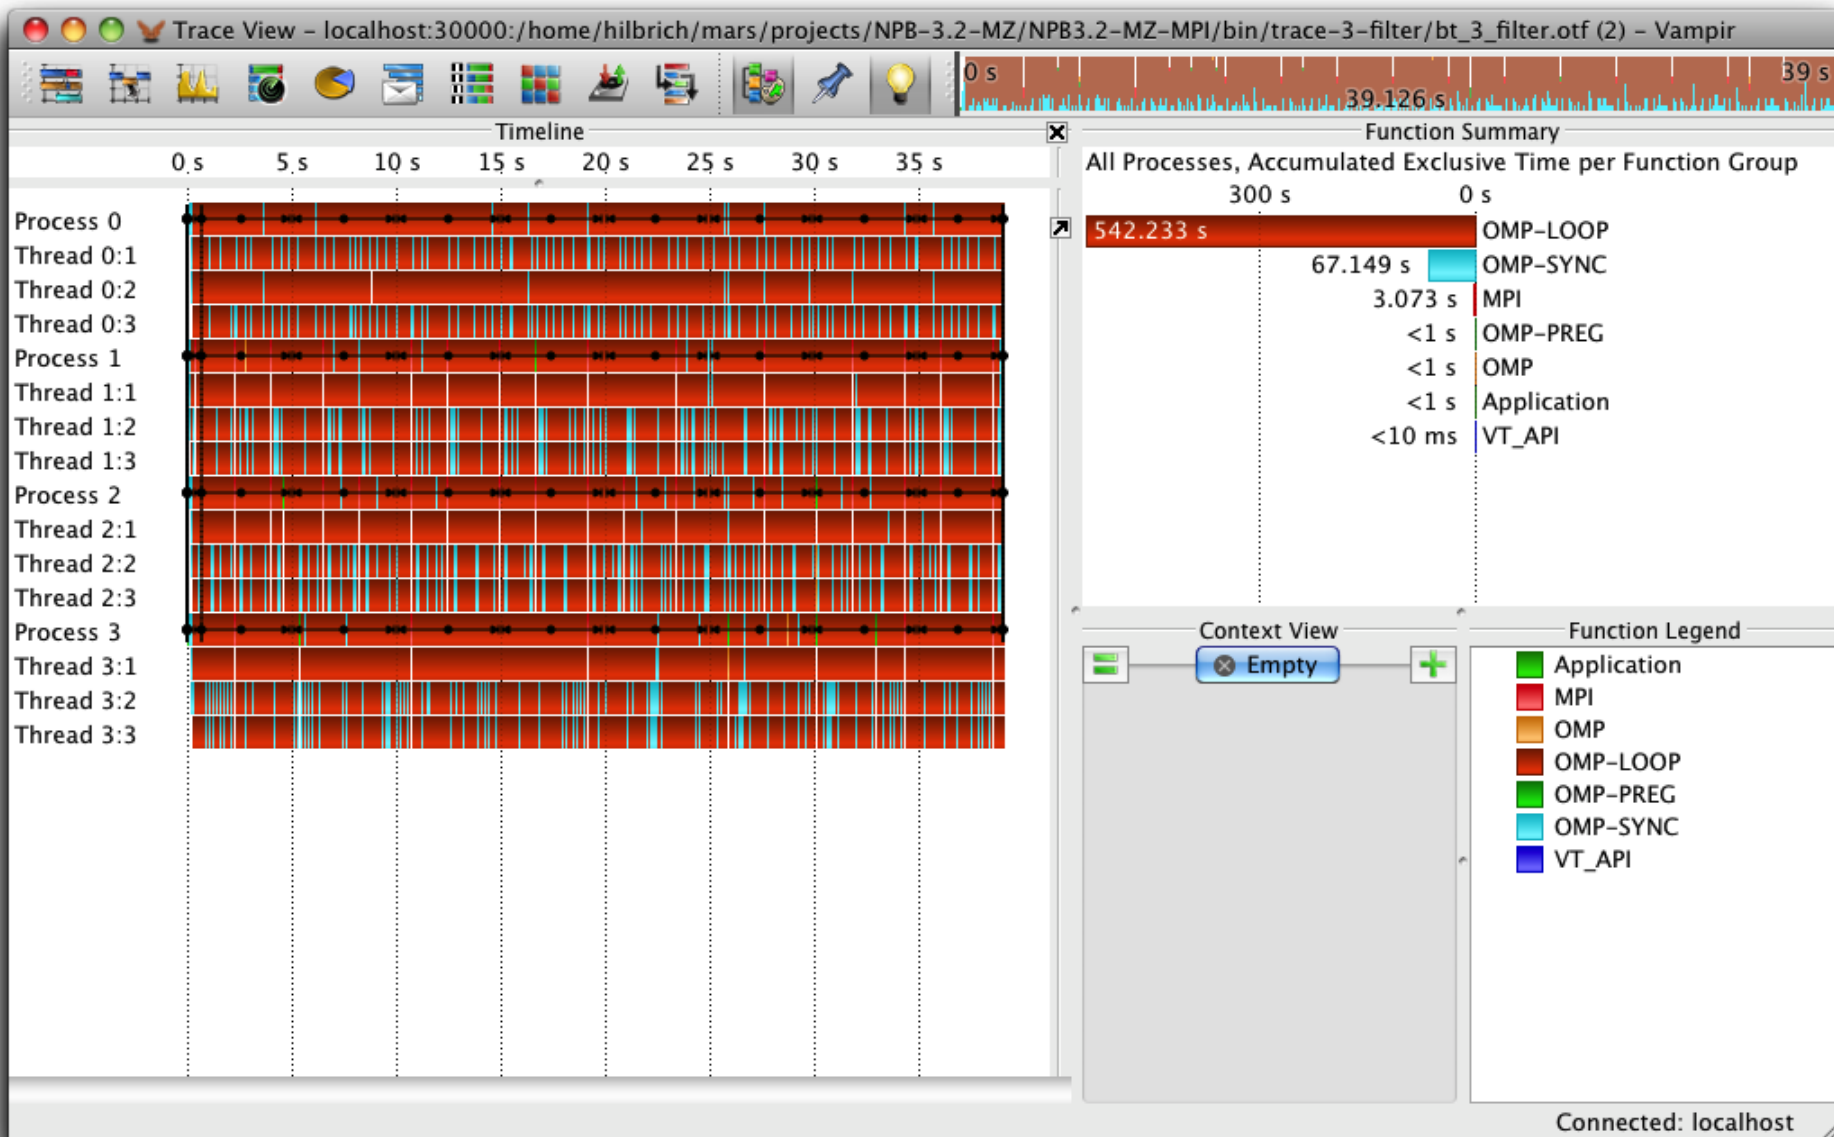 Trace View - localhost:30000:/home/hilbrich/mars/projects/NPB-3.2-MZ/NPB3.2-MZ-MPI/bin/trace-3-filter/bt_3_filter.otf (2) - Vampir
0 s 39 s
39.126 s
Timeline
0 s 5 s 10 s 15 s 20 s 25 s 30 s 35 s
Process 0
Thread 0:1
Thread 0:2
Thread 0:3
Process 1
Thread 1:1
Thread 1:2
Thread 1:3
Process 2
Thread 2:1
Thread 2:2
Thread 2:3
Process 3
Thread 3:1
Thread 3:2
Thread 3:3
Function Summary
All Processes, Accumulated Exclusive Time per Function Group
300 s 0 s
542.233 s OMP-LOOP
67.149 s OMP-SYNC
3.073 s MPI
<1 s OMP-PREG
<1 s OMP
<1 s Application
<10 ms VT_API
Context View
Empty
Function Legend
Application
MPI
OMP
OMP-LOOP
OMP-PREG
OMP-SYNC
VT_API
Connected: localhost